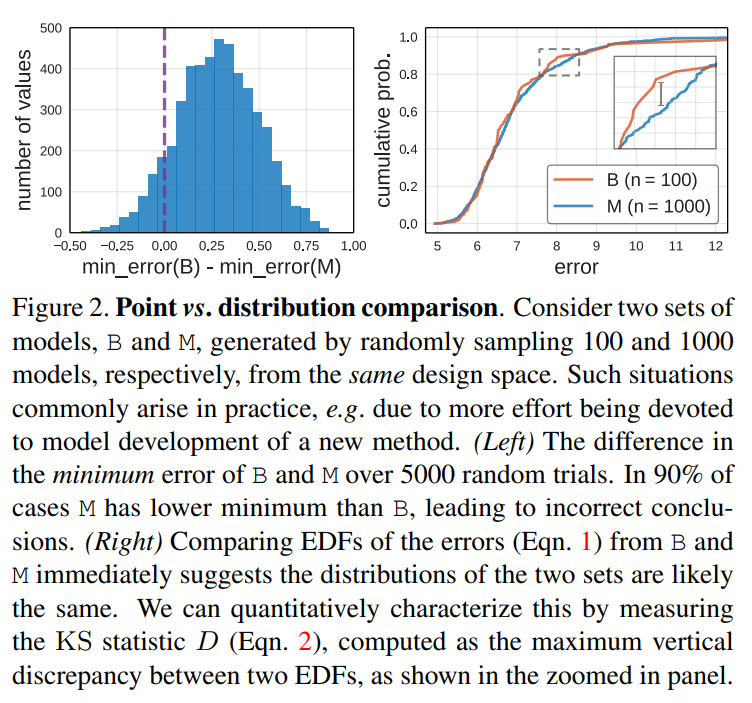 500
400
300
200
100
0
number of values
−0.50 −0.25 0.00 0.25 0.50 0.75 1.00
min_error(B) - min_error(M)
1.0
0.8
0.6
0.4
0.2
0.0
cumulative prob.
B (n = 100)
M (n = 1000)
5 6 7 8 9 10 11 12
error
Figure 2. Point vs. distribution comparison. Consider two sets of
models, B and M, generated by randomly sampling 100 and 1000
models, respectively, from the same design space. Such situations
commonly arise in practice, e.g. due to more effort being devoted
to model development of a new method. (Left) The difference in
the minimum error of B and M over 5000 random trials. In 90% of
cases M has lower minimum than B, leading to incorrect conclu-
sions. (Right) Comparing EDFs of the errors (Eqn. 1) from B and
M immediately suggests the distributions of the two sets are likely
the same. We can quantitatively characterize this by measuring
the KS statistic D (Eqn. 2), computed as the maximum vertical
discrepancy between two EDFs, as shown in the zoomed in panel.